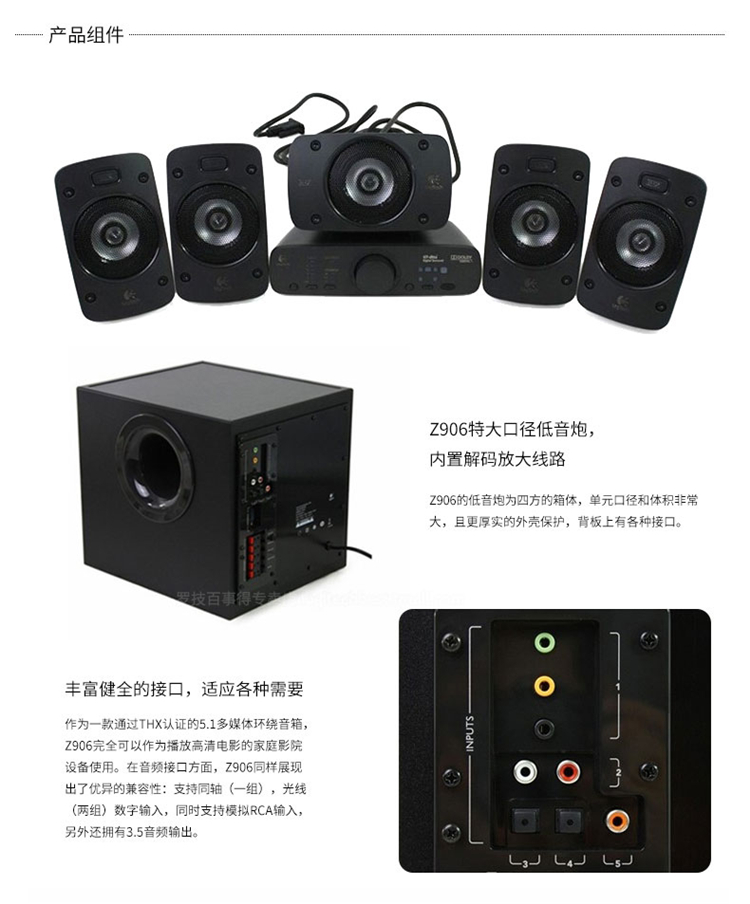 产品组件
Z906特大口径低音炮，
内置解码放大线路
Z906的低音炮为四方的箱体，单元口径和体积非常
大，且更厚实的外壳保护，背板上有各种接口。
罗技百事得专卖
丰富健全的接口，适应各种需要
作为一款通过THX认证的5.1多媒体环绕音箱，
Z906完全可以作为播放高清电影的家庭影院
设备使用。在音频接口方面，Z906同样展现
出了优异的兼容性：支持同轴（一组），光线
（两组）数字输入，同时支持模拟RCA输入，
另外还拥有3.5音频输出。
INPUTS
1
2
3 4 5